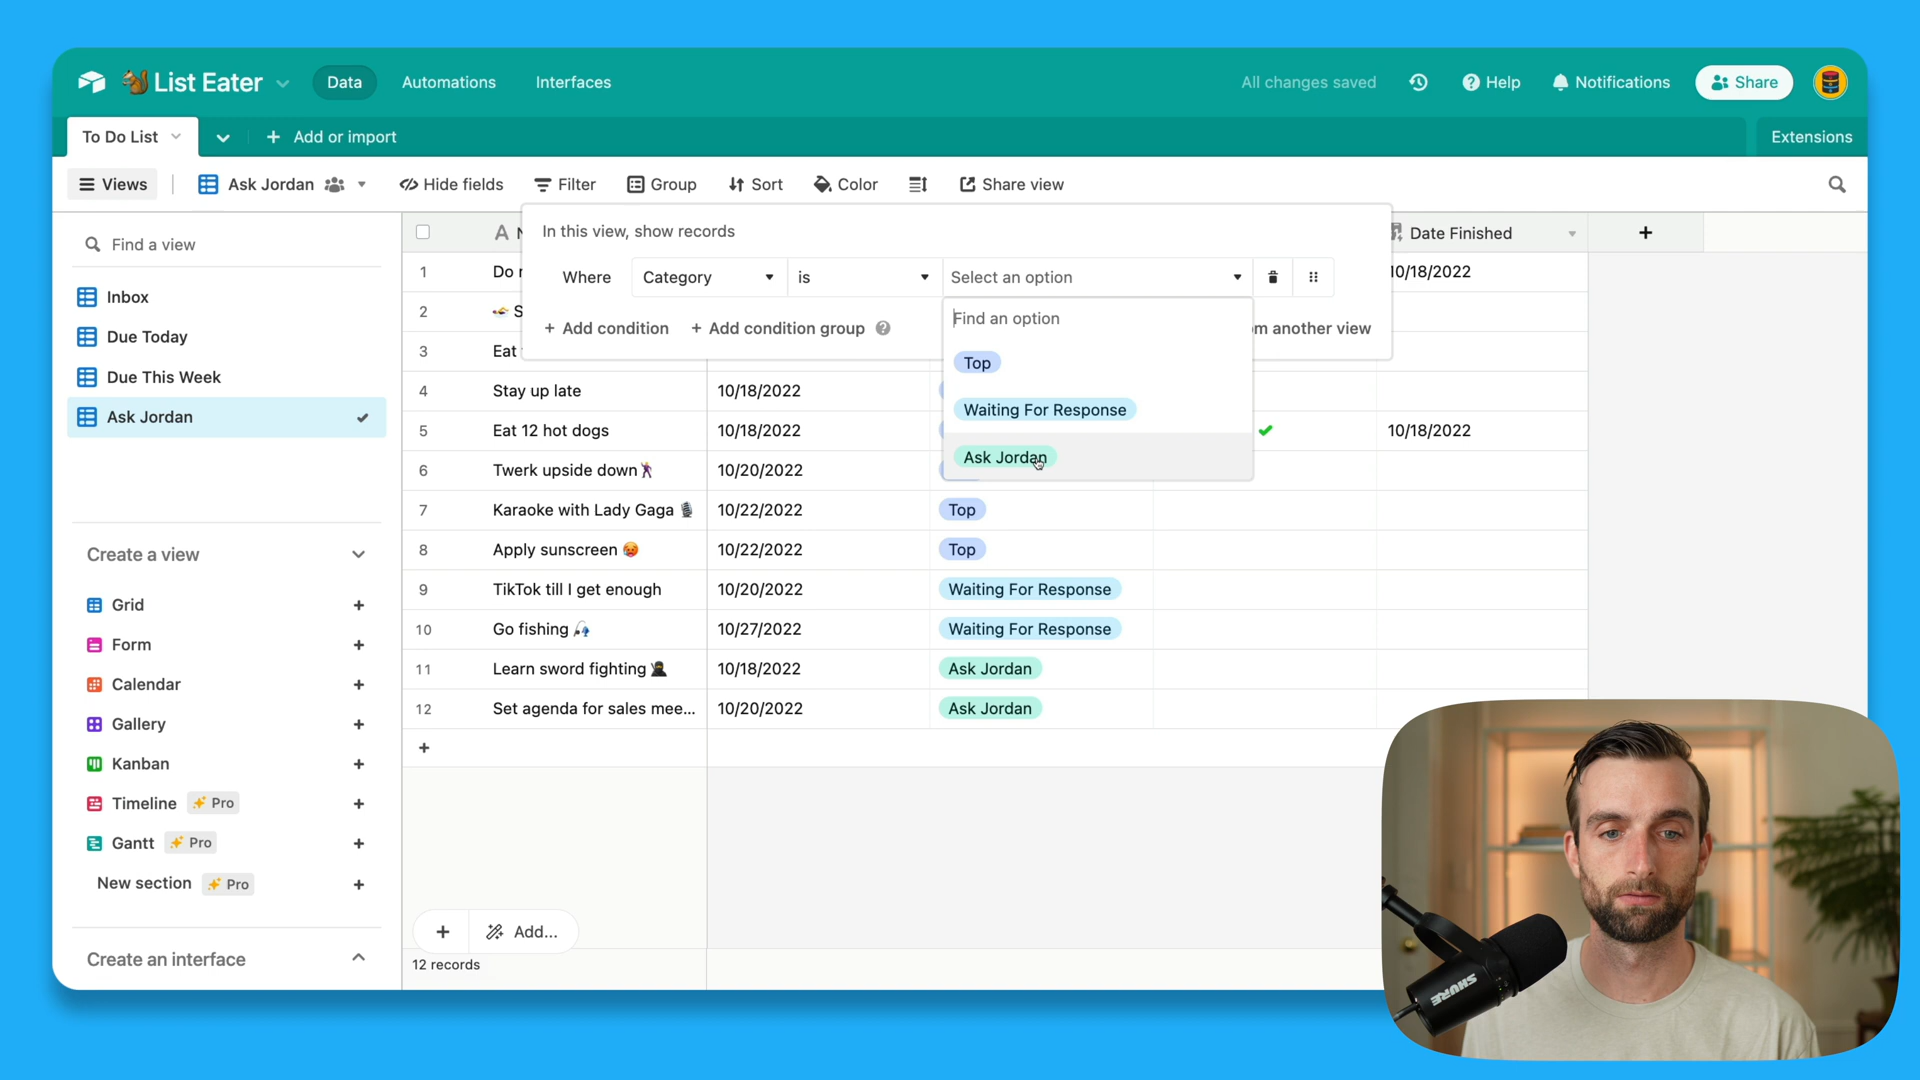 List Eater
Data
Automations
Interfaces
All changes saved
Help
Notifications
Share
To Do List
Add or import
Extensions
Views
Ask Jordan
Hide fields
Filter
Group
Sort
Color
Share view
Find a view
Inbox
Due Today
Due This Week
Ask Jordan
Create a view
Grid
Form
Calendar
Gallery
Kanban
Timeline Pro
Gantt Pro
New section Pro
Create an interface
In this view, show records
Where Category is Select an option
+ Add condition + Add condition group
another view
Find an option
Top
Waiting For Response
Ask Jordan
Date Finished
1 Do 10/18/2022
2 S
3 Eat
4 Stay up late 10/18/2022
5 Eat 12 hot dogs 10/18/2022 10/18/2022
6 Twerk upside down 10/20/2022
7 Karaoke with Lady Gaga 10/22/2022 Top
8 Apply sunscreen 10/22/2022 Top
9 TikTok till I get enough 10/20/2022 Waiting For Response
10 Go fishing 10/27/2022 Waiting For Response
11 Learn sword fighting 10/18/2022 Ask Jordan
12 Set agenda for sales mee... 10/20/2022 Ask Jordan
+ Add...
12 records
SHURE